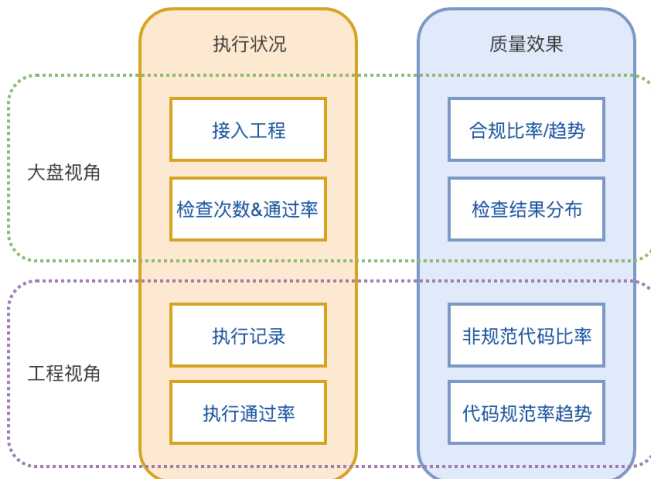 执行状况
质量效果
大盘视角
接入工程
合规比率/趋势
检查次数&通过率
检查结果分布
工程视角
执行记录
非规范代码比率
执行通过率
代码规范率趋势